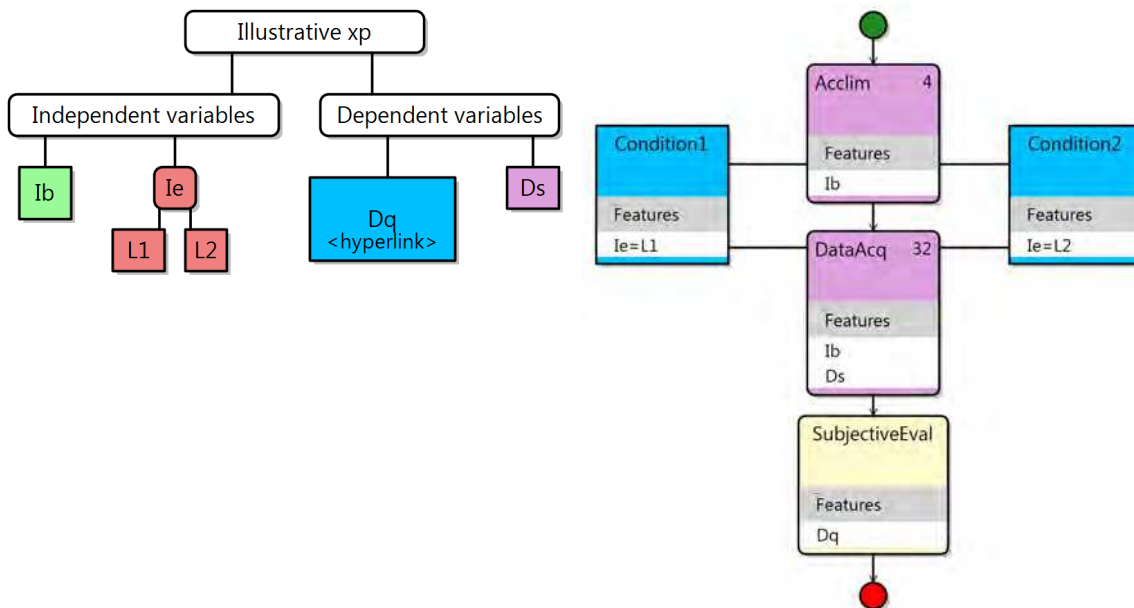 Illustrative xp
Independent variables
Dependent variables
Ib
Ie
L1
L2
Dq
<hyperlink>
Ds
Acclim 4
Features
Ib
Condition1
Features
Ie=L1
Condition2
Features
Ie=L2
DataAcq 32
Features
Ib
Ds
SubjectiveEval
Features
Dq